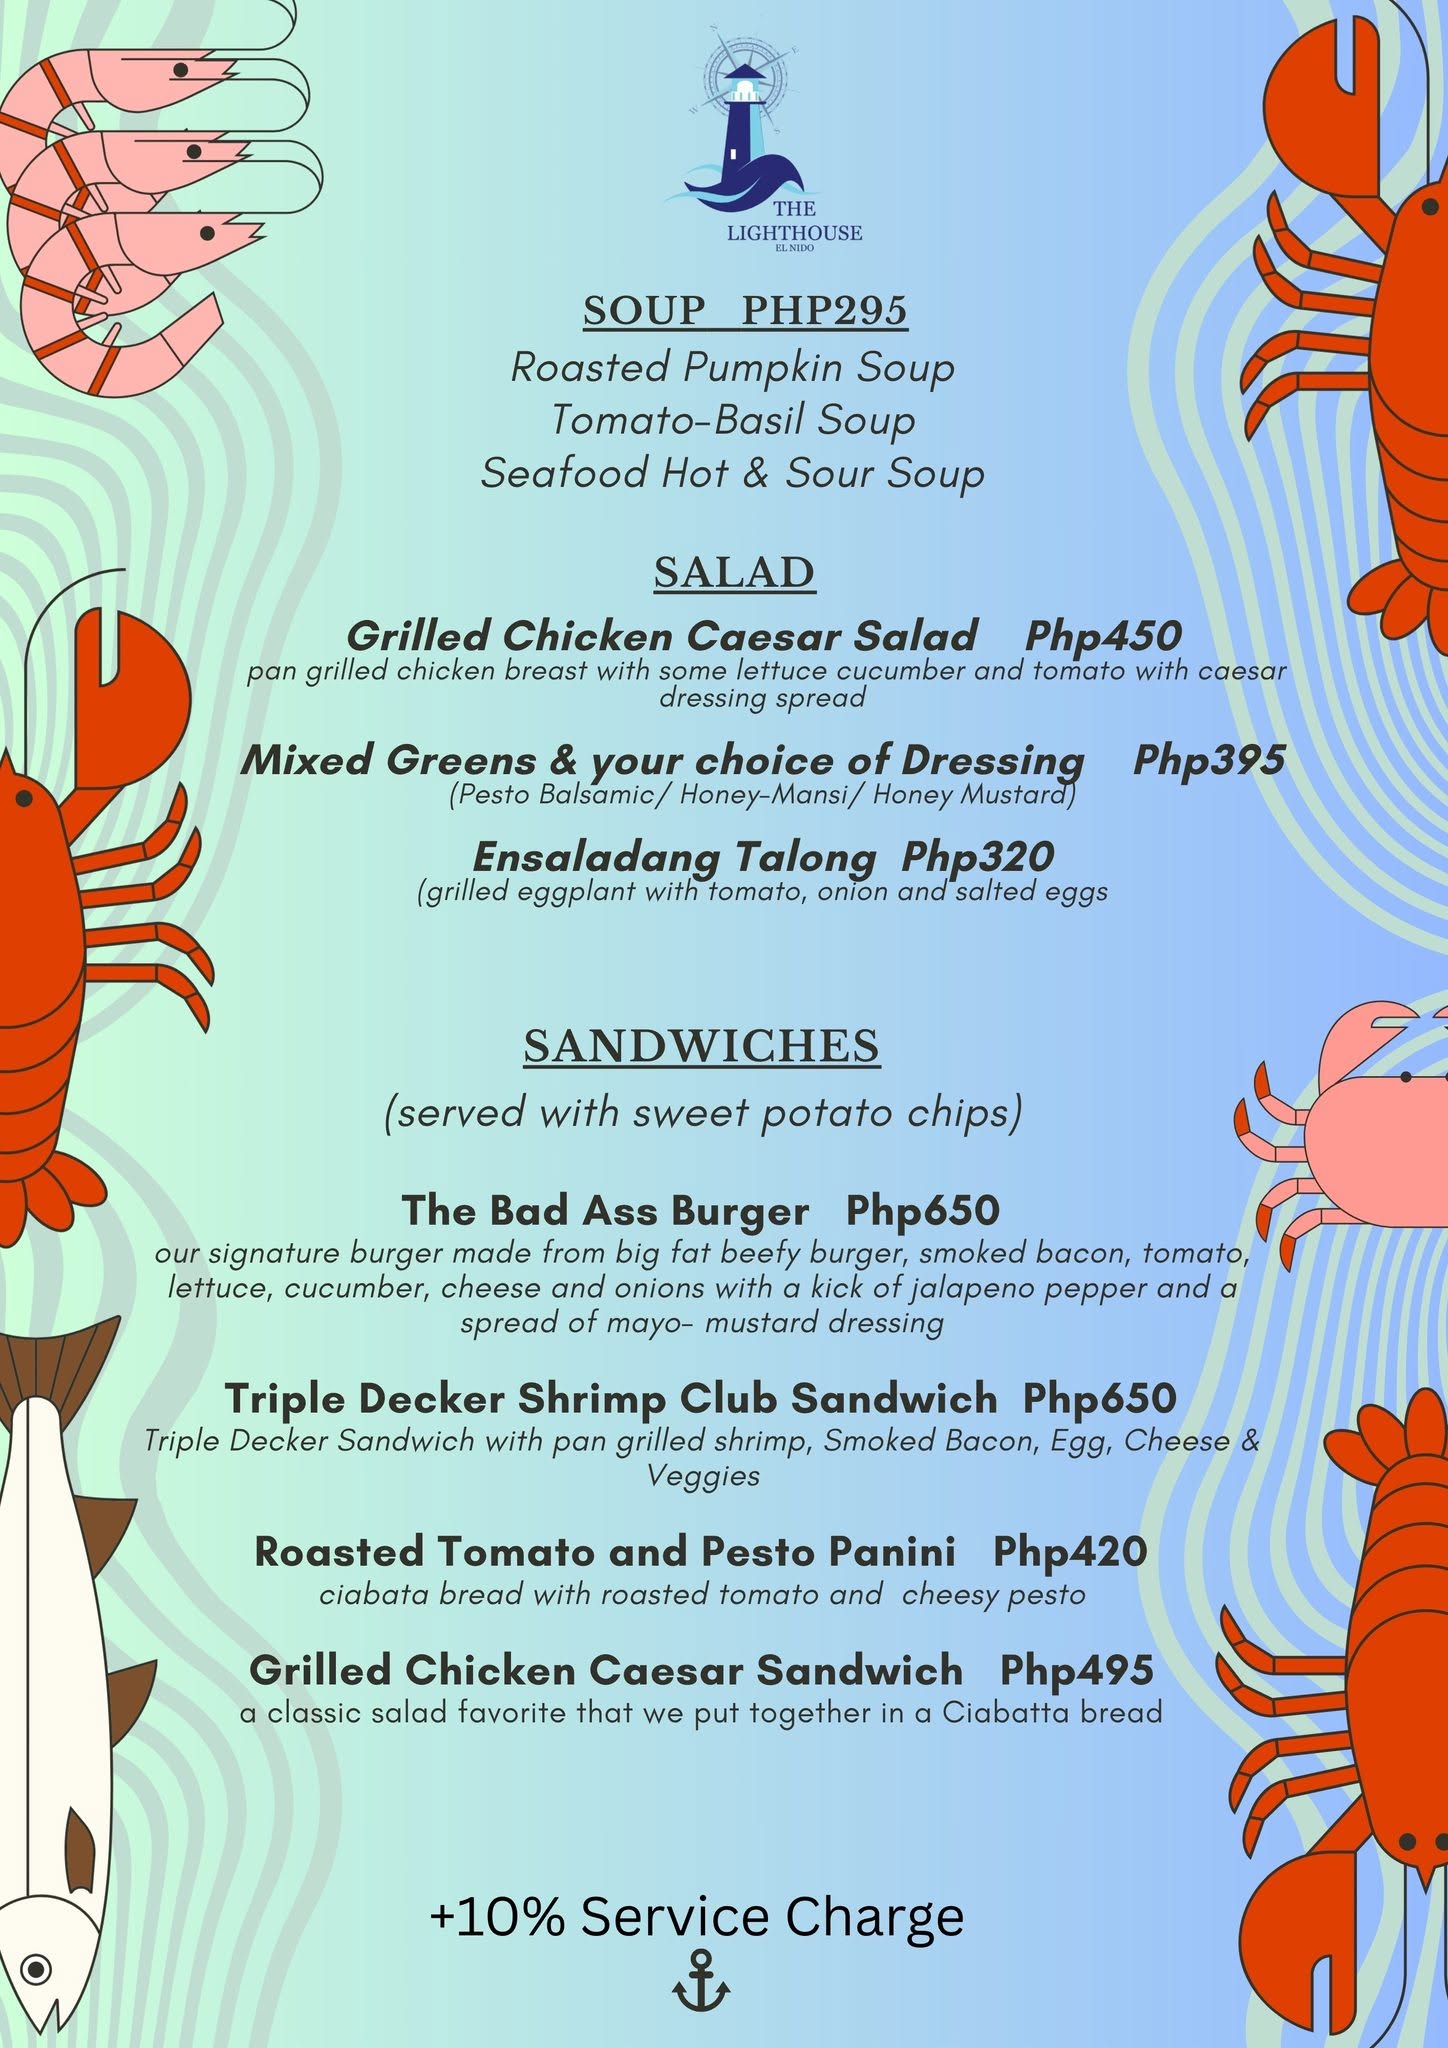 THE
LIGHTHOUSE
EL NIDO
SOUP PHP295
Roasted Pumpkin Soup
Tomato-Basil Soup
Seafood Hot & Sour Soup
SALAD
Grilled Chicken Caesar Salad Php450
pan grilled chicken breast with some lettuce cucumber and tomato with caesar
dressing spread
Mixed Greens & your choice of Dressing Php395
(Pesto Balsamic/ Honey-Mansi/ Honey Mustard)
Ensaladang Talong Php320
(grilled eggplant with tomato, onion and salted eggs
SANDWICHES
(served with sweet potato chips)
The Bad Ass Burger Php650
our signature burger made from big fat beefy burger, smoked bacon, tomato,
lettuce, cucumber, cheese and onions with a kick of jalapeno pepper and a
spread of mayo- mustard dressing
Triple Decker Shrimp Club Sandwich Php650
Triple Decker Sandwich with pan grilled shrimp, Smoked Bacon, Egg, Cheese &
Veggies
Roasted Tomato and Pesto Panini Php420
ciabata bread with roasted tomato and cheesy pesto
Grilled Chicken Caesar Sandwich Php495
a classic salad favorite that we put together in a Ciabatta bread
+10% Service Charge